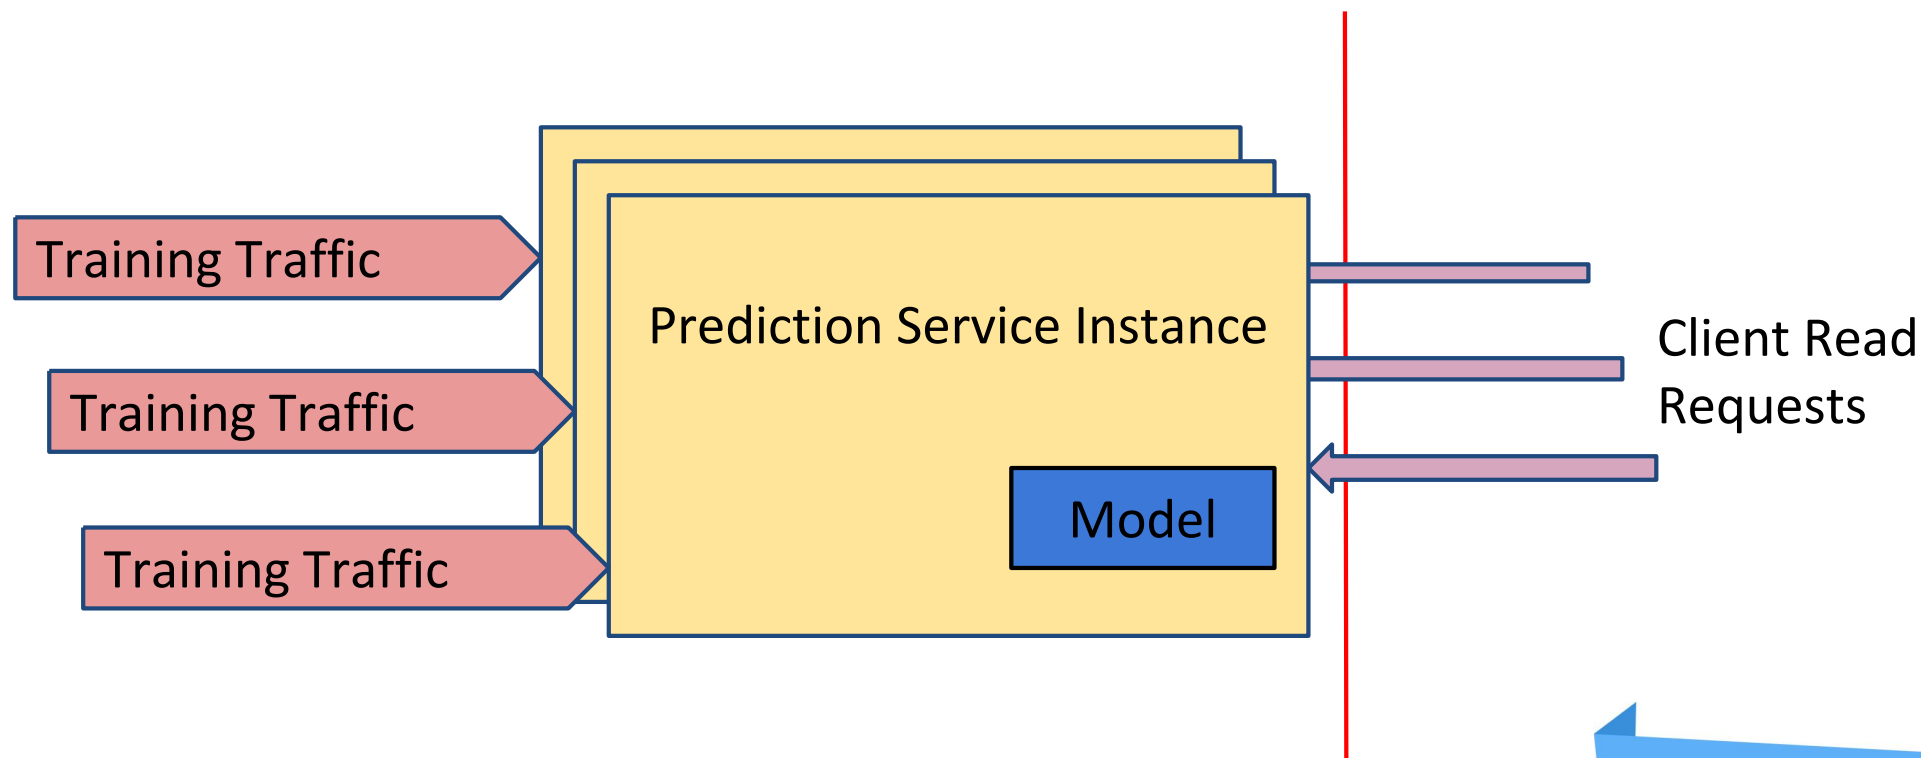 Training Traffic
Training Traffic
Training Traffic
Prediction Service Instance
Model
Client Read
Requests